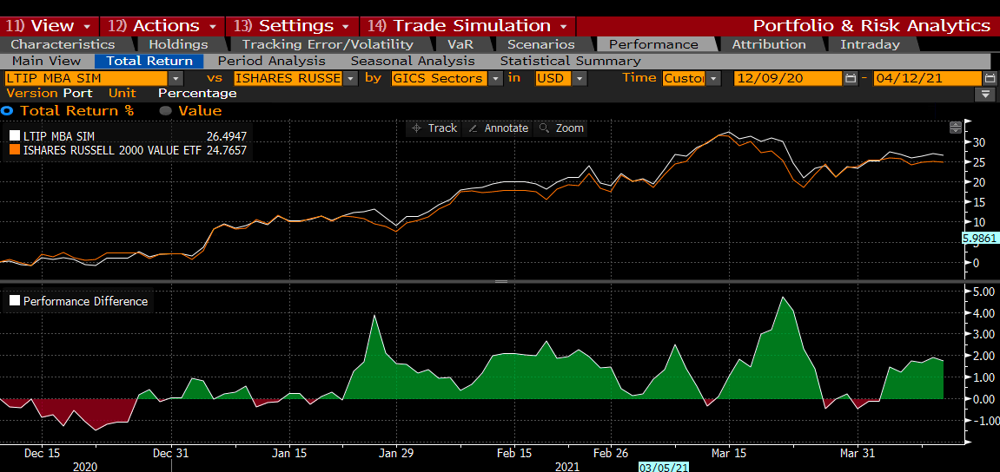 11) View 12) Actions 13) Settings 14) Trade Simulation Portfolio & Risk Analytics
Characteristics Holdings Tracking Error/Volatility VaR Scenarios Performance Attribution Intraday
Main View Total Return Period Analysis Seasonal Analysis Statistical Summary
LTIP MBA SIM vs ISHARES RUSSE by GICS Sectors in USD Time Custo 12/09/20 - 04/12/21
Version Port Unit Percentage
Total Return % Value
Track Annotate Zoom
LTIP MBA SIM 26.4947
ISHARES RUSSELL 2000 VALUE ETF 24.7657
30
25
20
15
10
5.9861
5
0
Performance Difference
5.00
4.00
3.00
2.00
1.00
0.00
-1.00
Dec 15 Dec 31 Jan 15 Jan 29 Feb 15 Feb 26 Mar 15 Mar 31
2020 2021 03/05/21